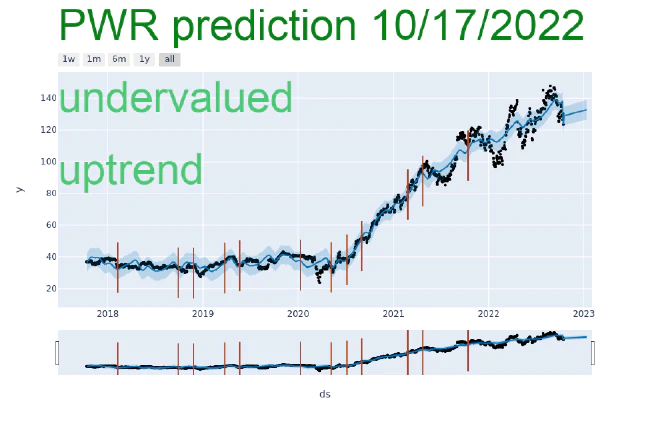 PWR prediction 10/17/2022
1w 1m 6m 1y all
undervalued
uptrend
140
120
100
80
60
40
20
y
2018 2019 2020 2021 2022 2023
ds